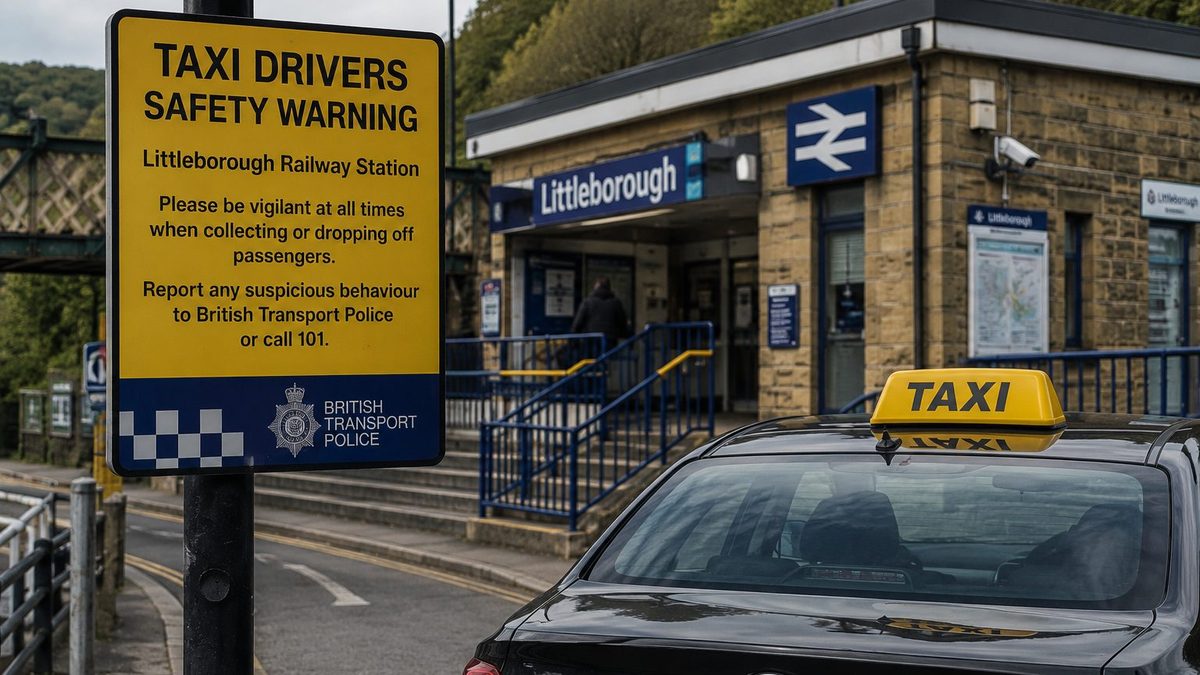 TAXI DRIVERS
SAFETY WARNING
Littleborough Railway Station
Please be vigilant at all times
when collecting or dropping off
passengers.
Report any suspicious behaviour
to British Transport Police
or call 101.
BRITISH
TRANSPORT
POLICE
Littleborough
Littleborough
Littleborough
TAXI